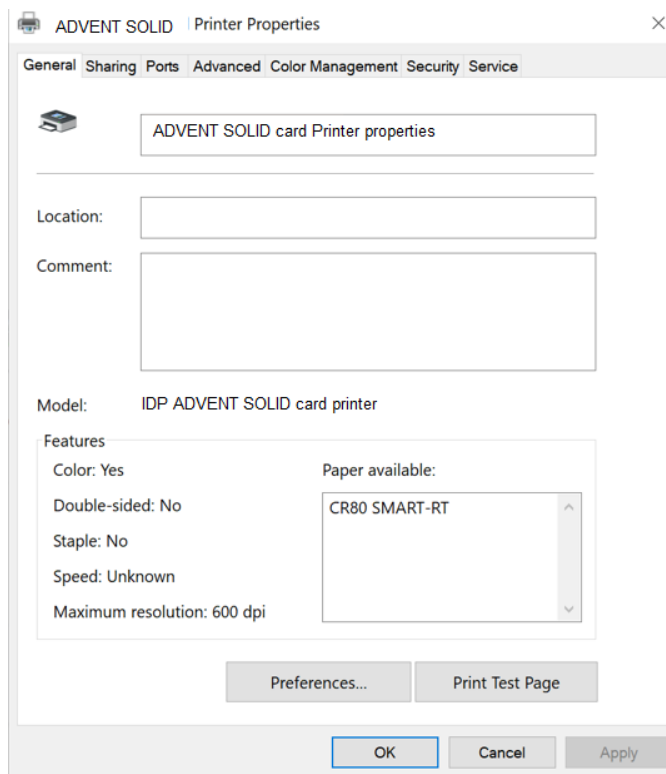 ADVENT SOLID Printer Properties
General Sharing Ports Advanced Color Management Security Service
ADVENT SOLID card Printer properties
Location:
Comment:
Model: IDP ADVENT SOLID card printer
Features
Color: Yes
Double-sided: No
Staple: No
Speed: Unknown
Maximum resolution: 600 dpi
Paper available:
CR80 SMART-RT
Preferences... Print Test Page
OK Cancel Apply